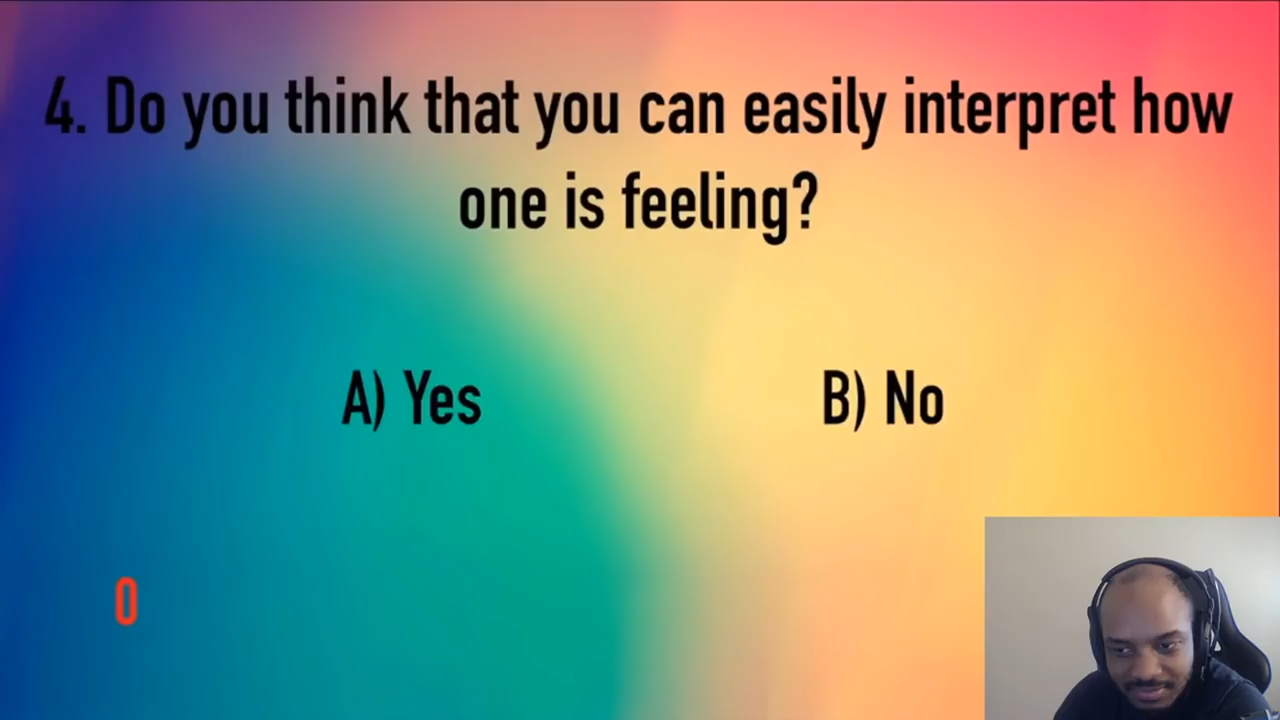 4. Do you think that you can easily interpret how
one is feeling?
A) Yes
B) No
0